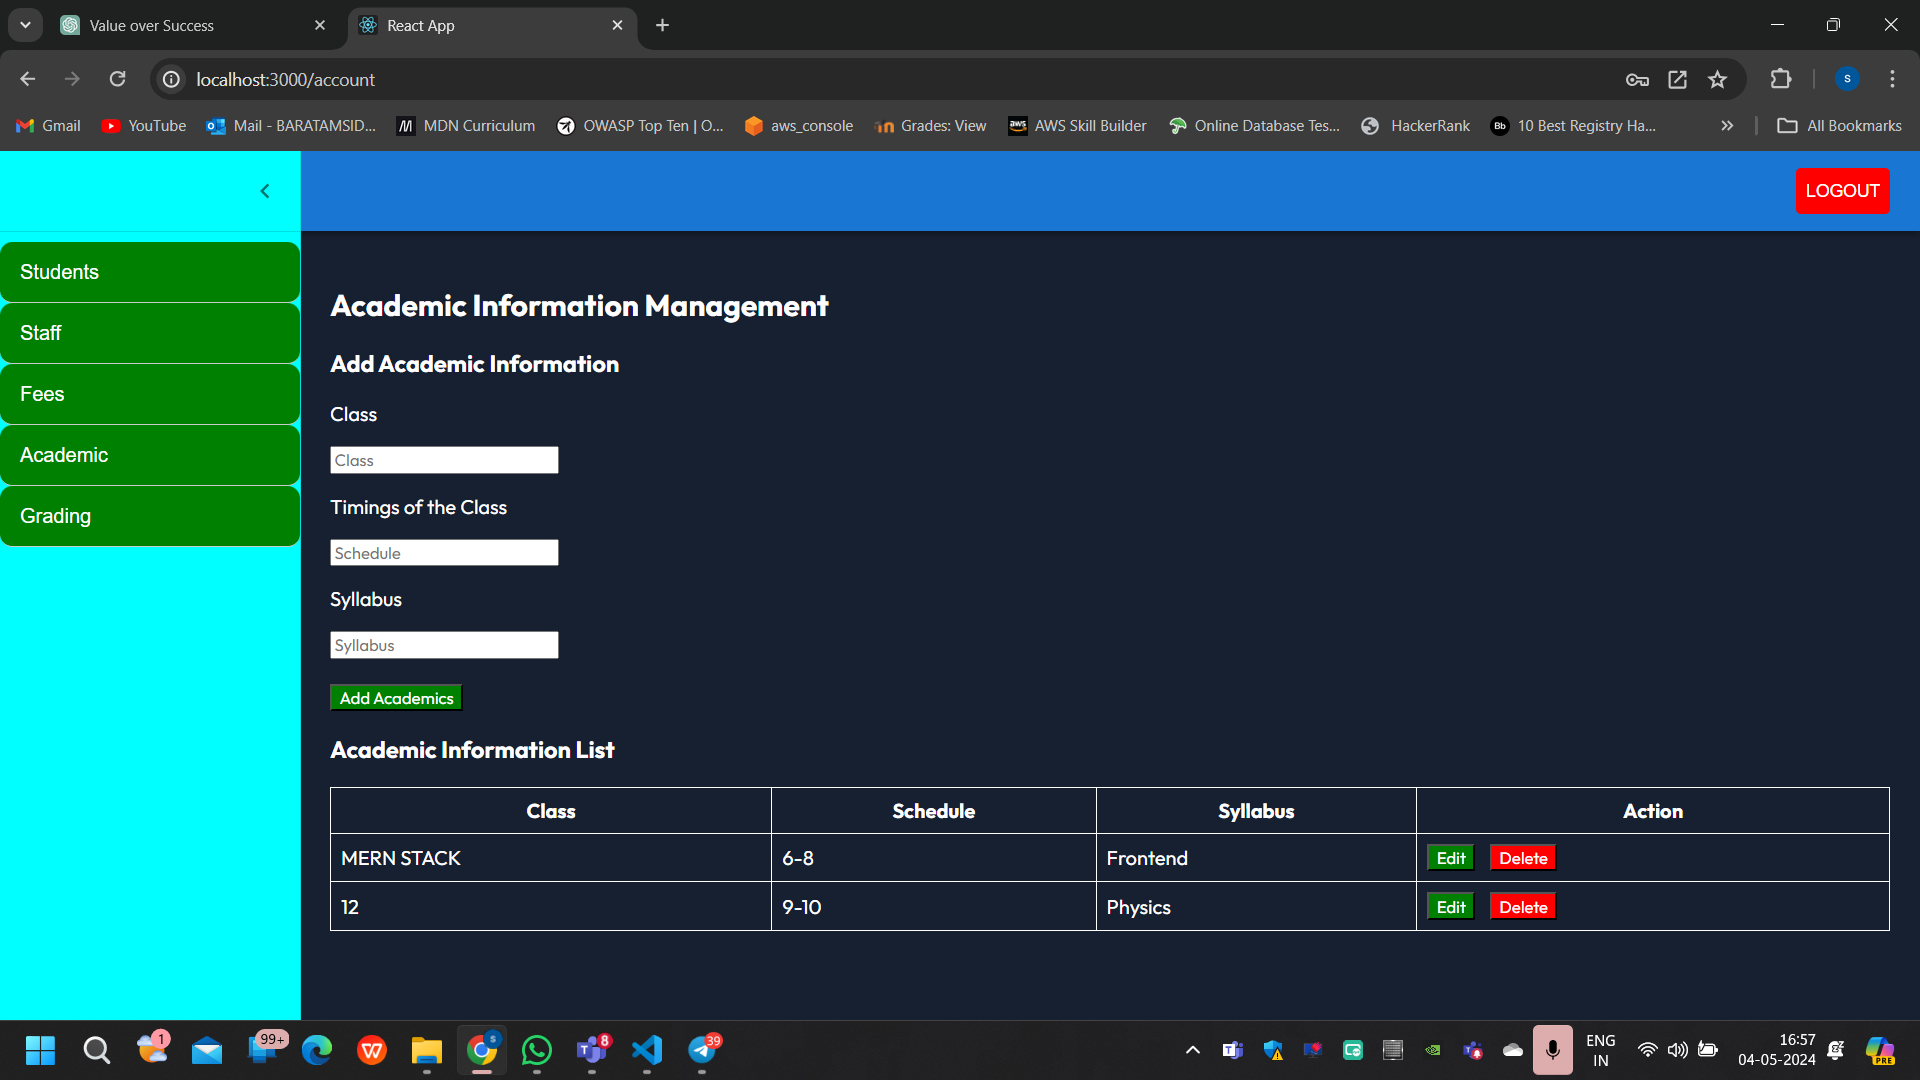 Value over Success
React App
localhost:3000/account
S
Gmail
YouTube
Mail - BARATAMSID...
MDN Curriculum
OWASP Top Ten | O...
aws_console
Grades: View
AWS Skill Builder
Online Database Tes...
HackerRank
Bb
10 Best Registry Ha...
All Bookmarks
LOGOUT
Students
Staff
Fees
Academic
Grading
Academic Information Management
Add Academic Information
Class
Class
Timings of the Class
Schedule
Syllabus
Syllabus
Add Academics
Academic Information List
Class Schedule Syllabus Action
MERN STACK 6-8 Frontend Edit Delete
12 9-10 Physics Edit Delete
1
99+
8
39
ENG
IN
16:57
04-05-2024
PRE